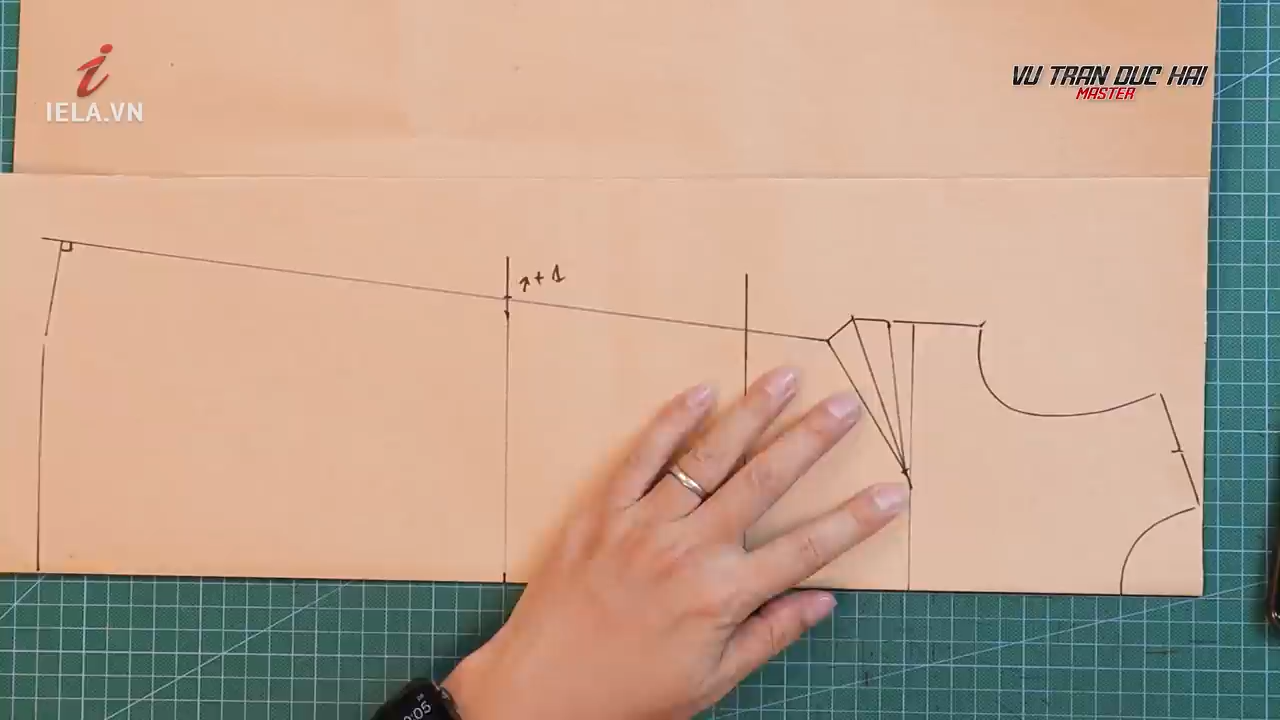 IELA.VN
VU TRAN DUC HAI
MASTER
↗+1